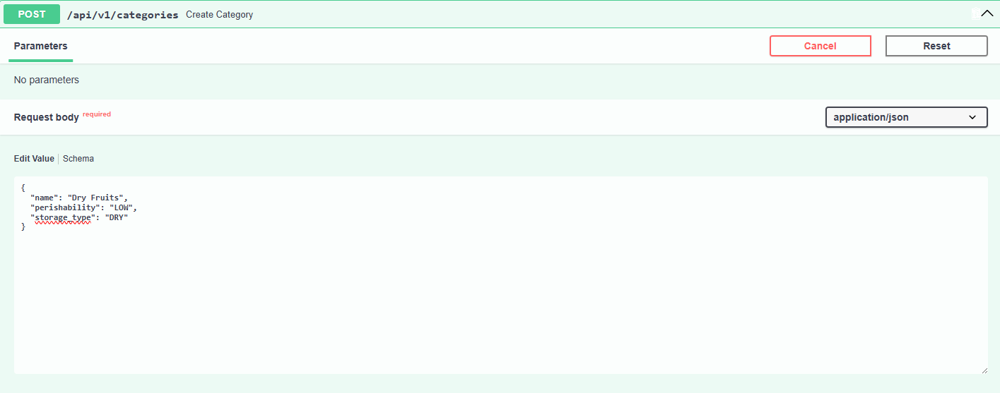 POST /api/v1/categories Create Category
Parameters Cancel Reset
No parameters
Request body required application/json
Edit Value Schema
{
  "name": "Dry Fruits",
  "perishability": "LOW",
  "storage_type": "DRY"
}